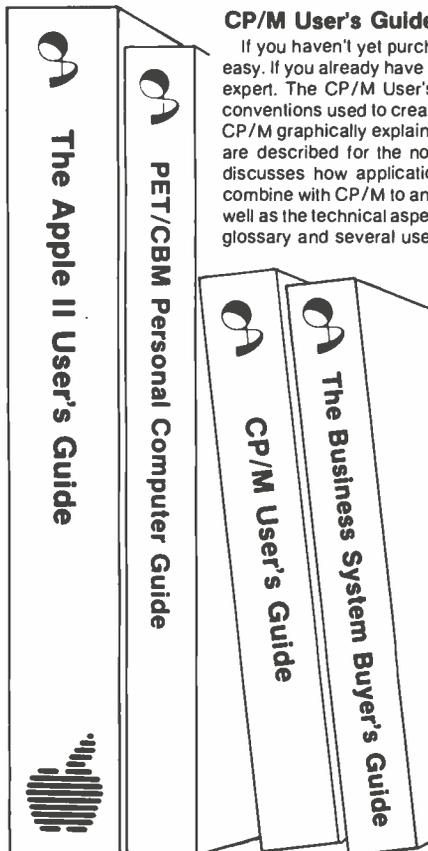 CP/M User's Guide
If you haven't yet purch
easy. If you already have
expert. The CP/M User's
conventions used to crea
CP/M graphically explain
are described for the no
discusses how applicatio
combine with CP/M to an
well as the technical aspe
glossary and several use
The Apple II User's Guide
PET/CBM Personal Computer Guide
CP/M User's Guide
The Business System Buyer's Guide